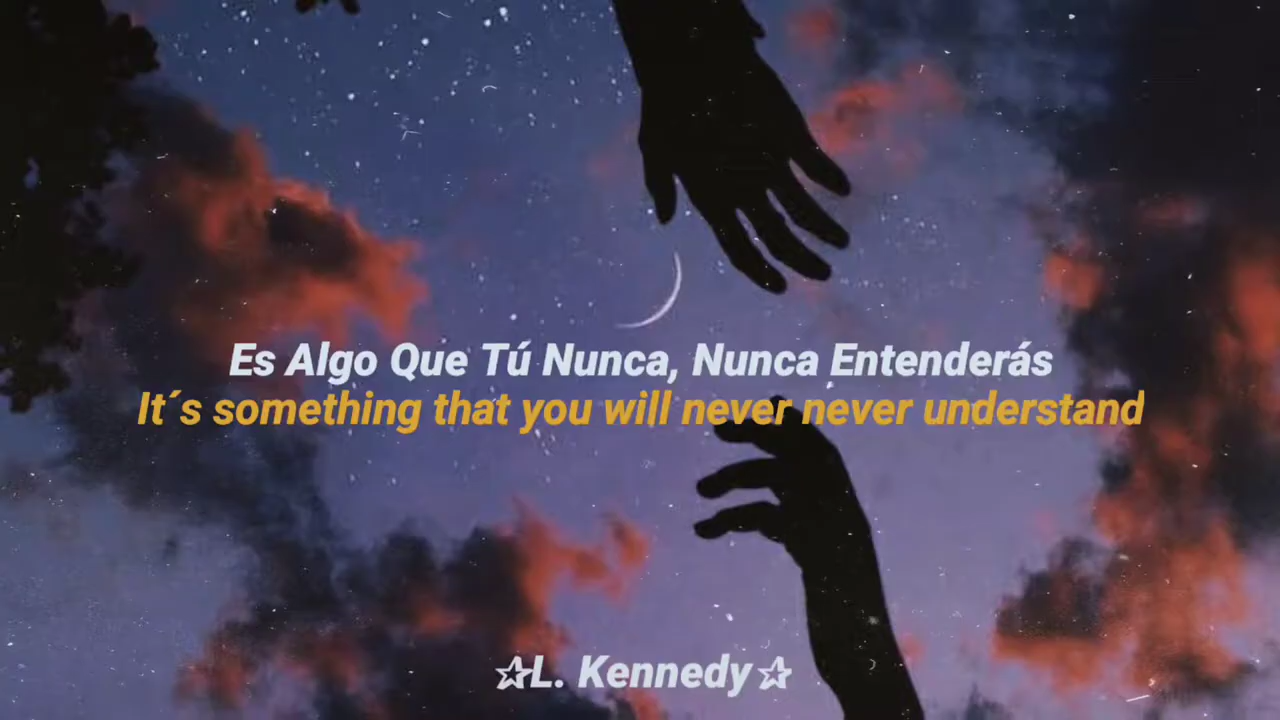 Es Algo Que Tú Nunca, Nunca Entenderás
It´s something that you will never never understand
☆L. Kennedy☆